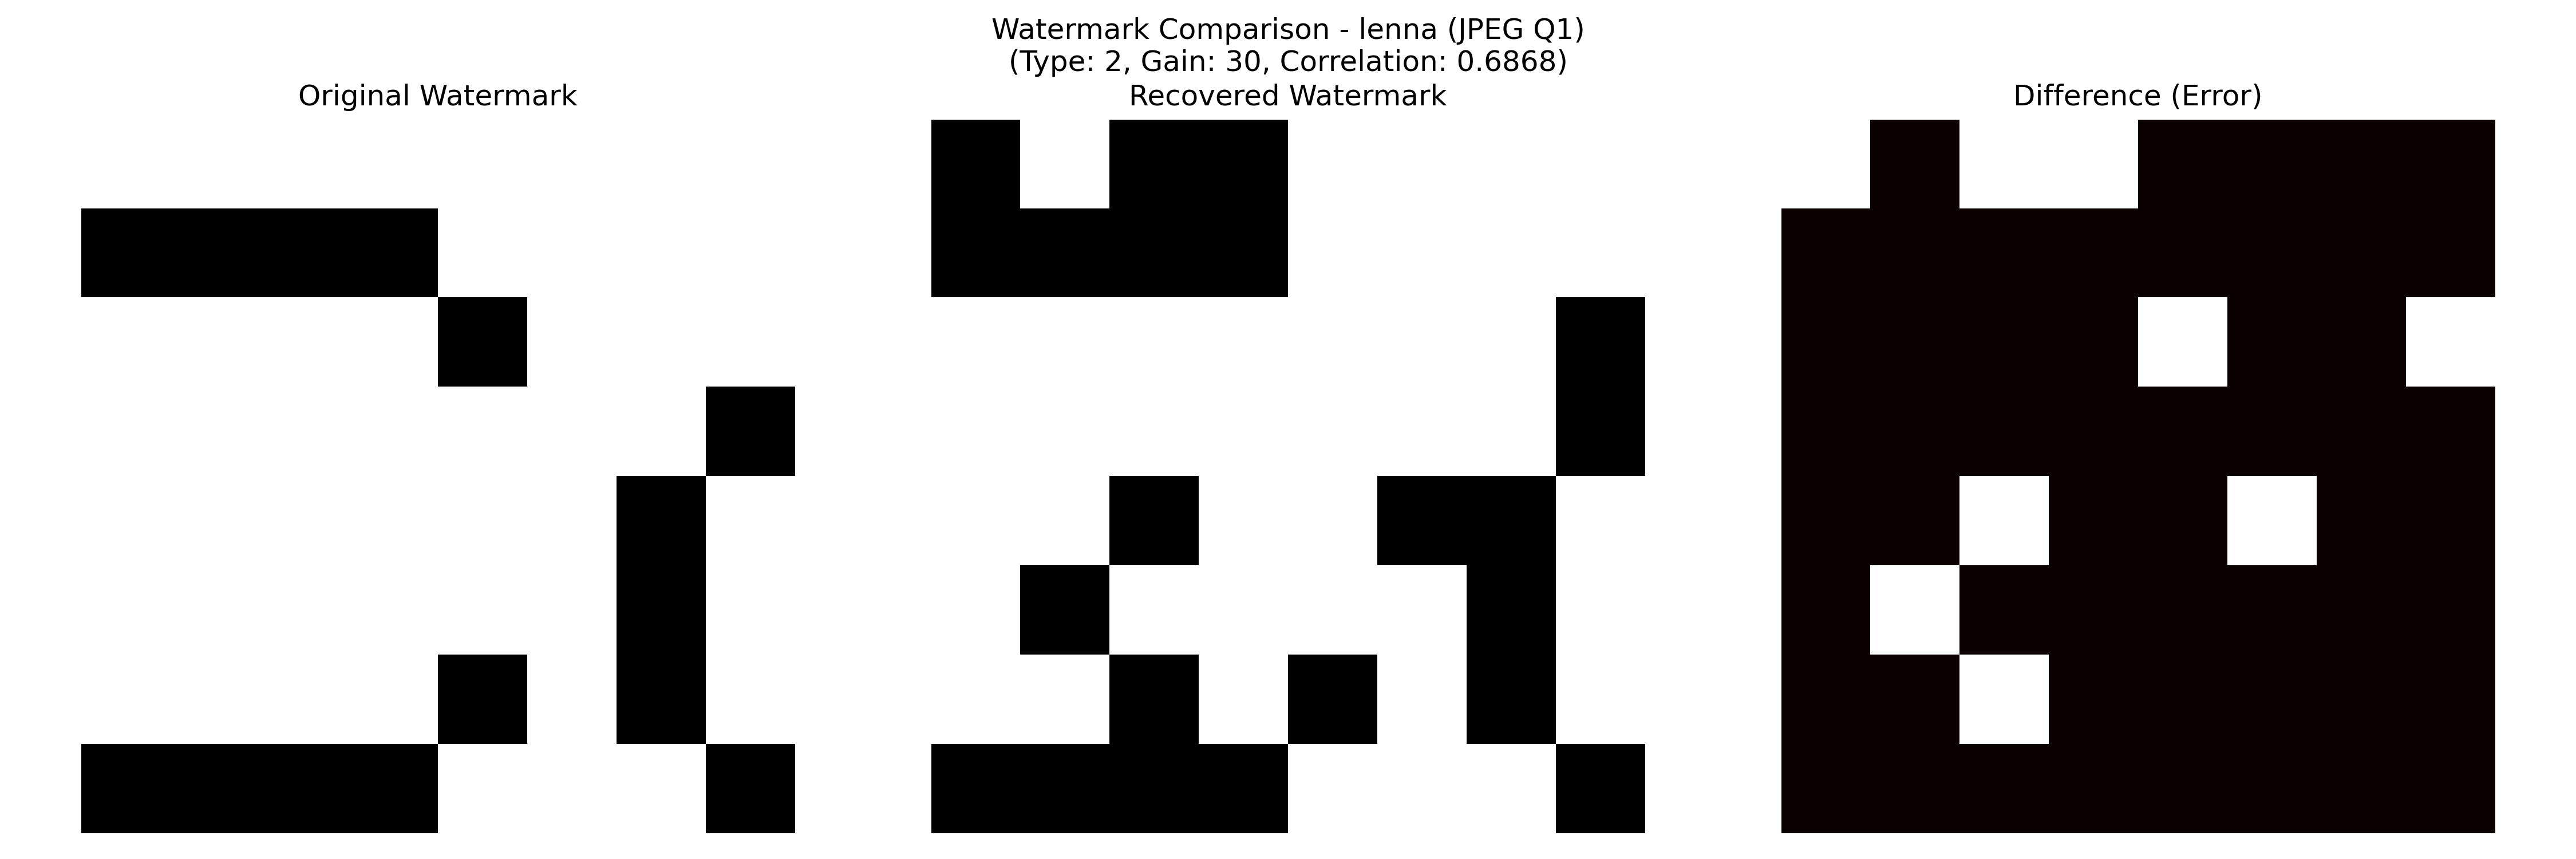 Watermark Comparison - lenna (JPEG Q1)
(Type: 2, Gain: 30, Correlation: 0.6868)
Original Watermark
Recovered Watermark
Difference (Error)